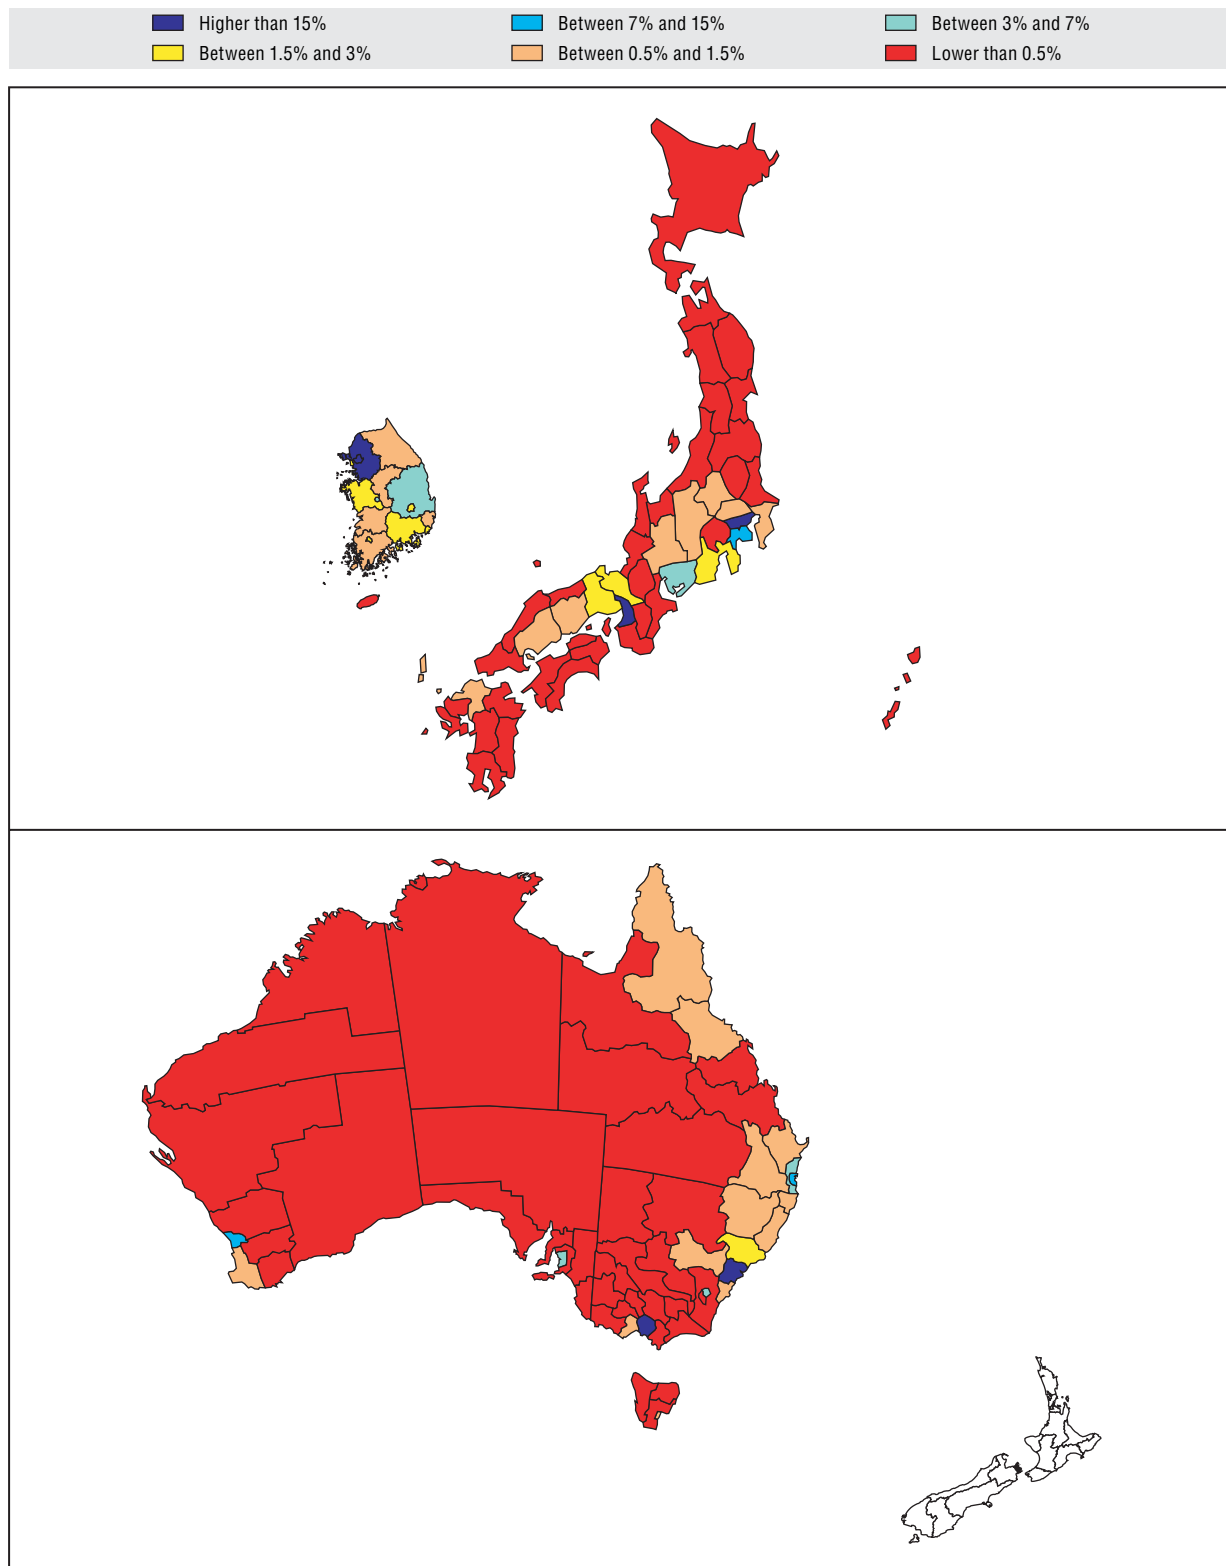 Higher than 15% Between 7% and 15% Between 3% and 7%
Between 1.5% and 3% Between 0.5% and 1.5% Lower than 0.5%